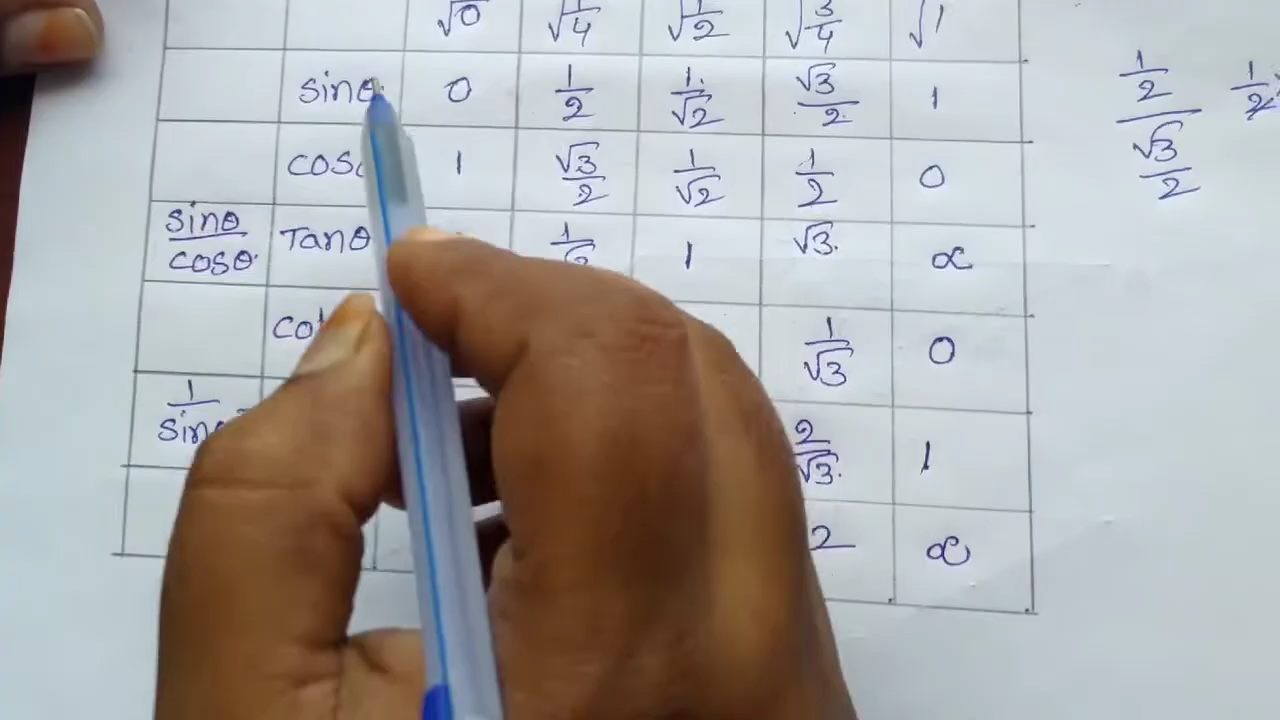 √0 √1/4 √1/2 √3/4 √1
sinθ 0 1/2 1/√2 √3/2 1
1 √3/2 1/√2 1/2 0
sinθ/cosθ Tanθ 1 √3 ∝
1/√3 0
2/√3 1
2 ∝
1/2 / √3/2
1/2